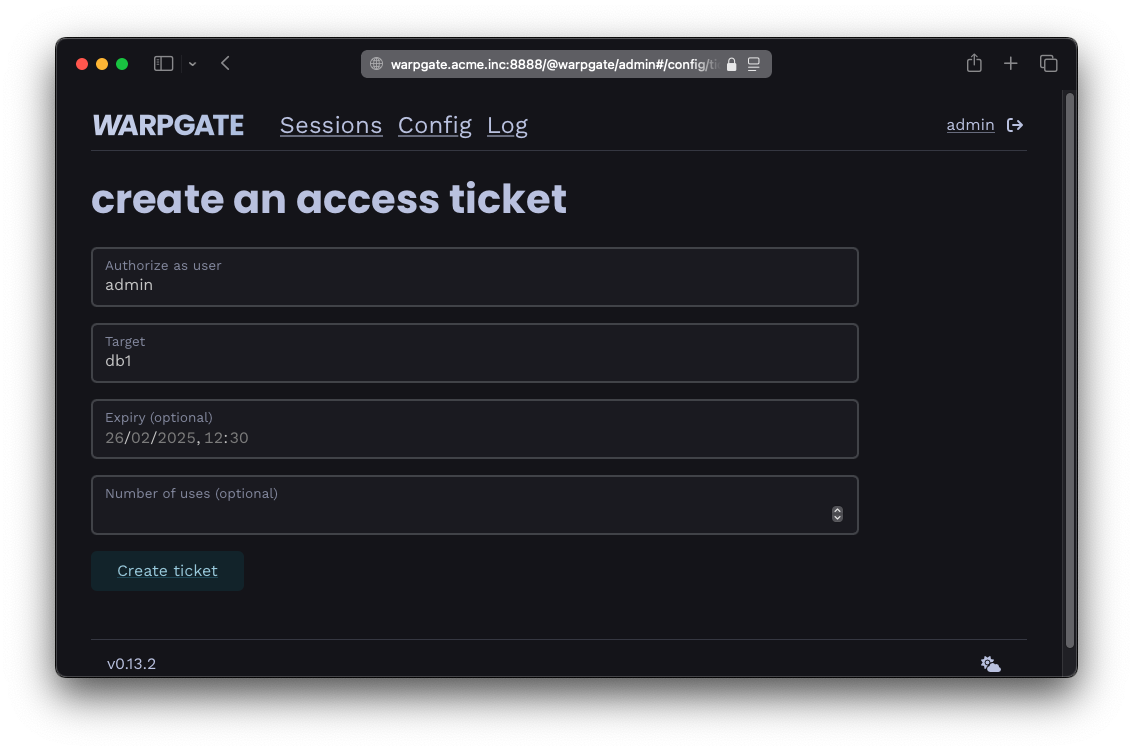 warpgate.acme.inc:8888/@warpgate/admin#/config/ti
WARPGATE Sessions Config Log admin
create an access ticket
Authorize as user
admin
Target
db1
Expiry (optional)
26/02/2025, 12:30
Number of uses (optional)
Create ticket
v0.13.2